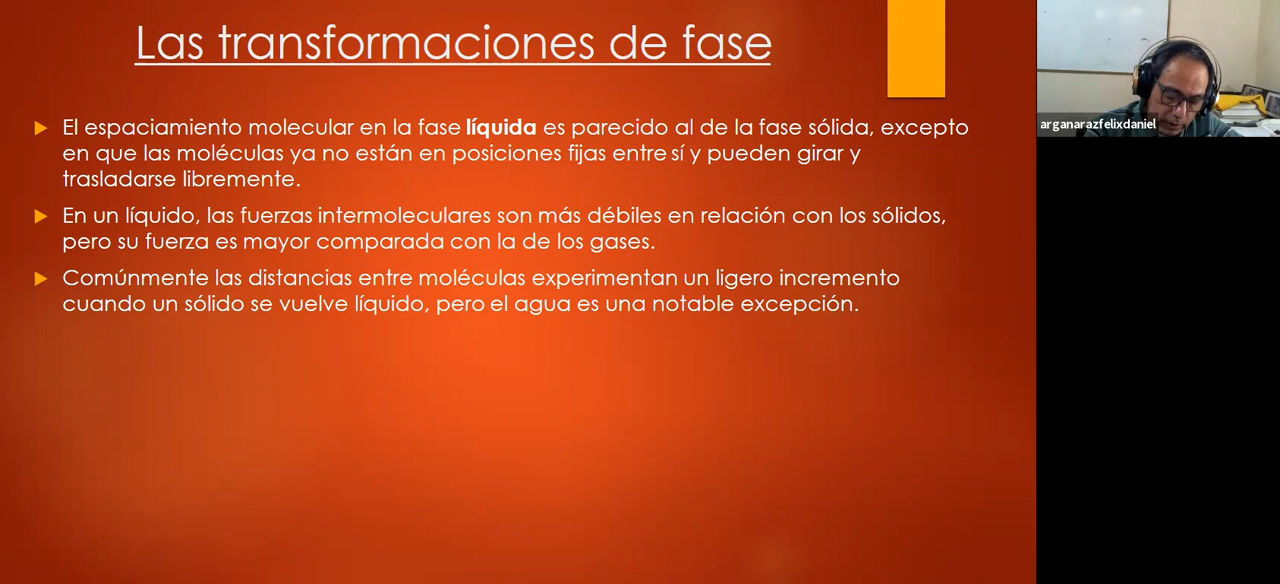 Las transformaciones de fase
El espaciamiento molecular en la fase líquida es parecido al de la fase sólida, excepto
en que las moléculas ya no están en posiciones fijas entre sí y pueden girar y
trasladarse libremente.
En un líquido, las fuerzas intermoleculares son más débiles en relación con los sólidos,
pero su fuerza es mayor comparada con la de los gases.
Comúnmente las distancias entre moléculas experimentan un ligero incremento
cuando un sólido se vuelve líquido, pero el agua es una notable excepción.
arganarazfelixdaniel